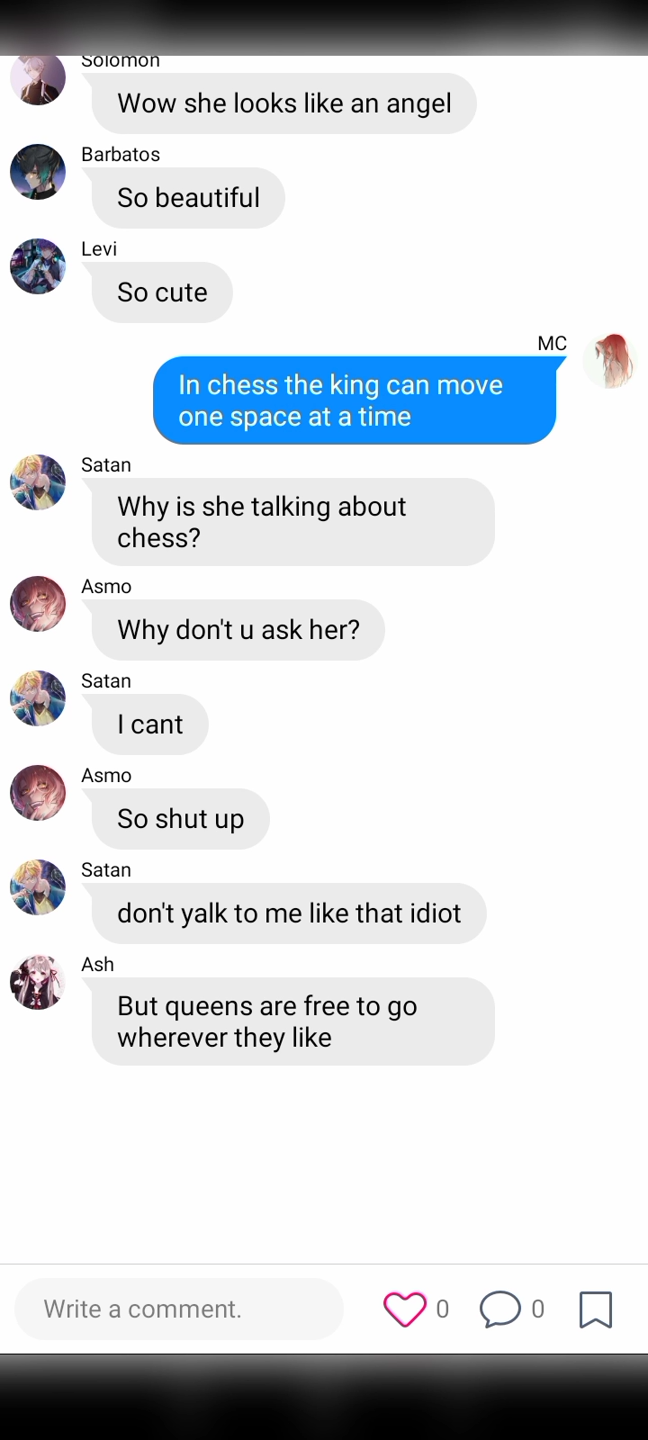 Solomon
Wow she looks like an angel
Barbatos
So beautiful
Levi
So cute
MC
In chess the king can move
one space at a time
Satan
Why is she talking about
chess?
Asmo
Why don't u ask her?
Satan
I cant
Asmo
So shut up
Satan
don't yalk to me like that idiot
Ash
But queens are free to go
wherever they like
Write a comment.
0
0